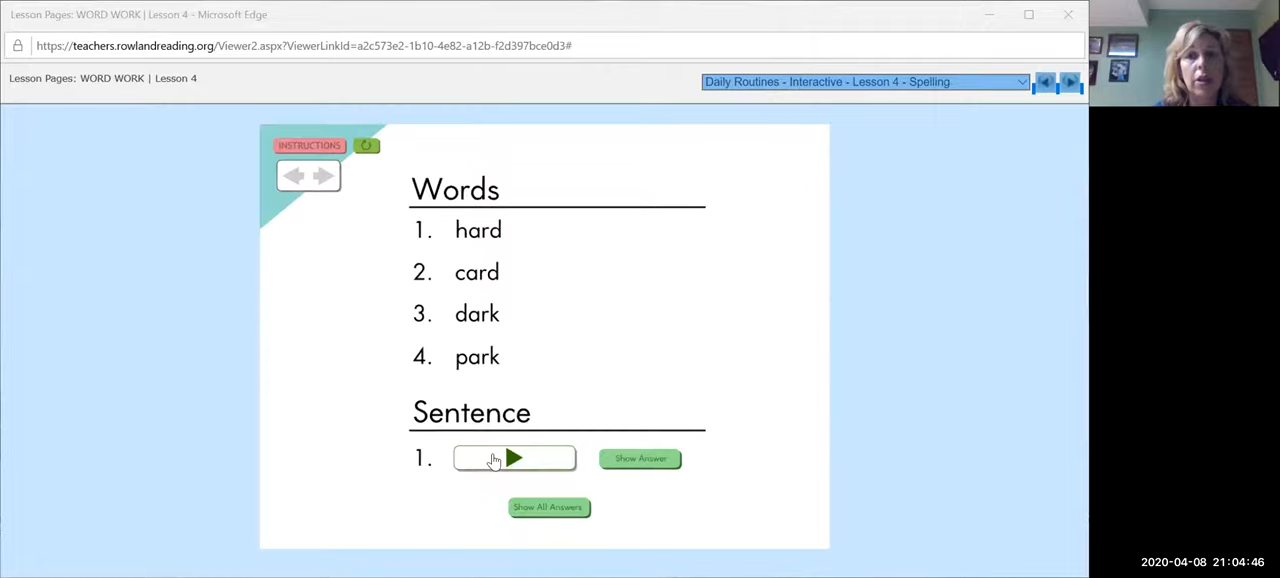 Lesson Pages: WORD WORK | Lesson 4 - Microsoft Edge
https://teachers.rowlandreading.org/Viewer2.aspx?ViewerLinkId=a2c573e2-1b10-4e82-a12b-f2d397bce0d3#
Lesson Pages: WORD WORK | Lesson 4
Daily Routines - Interactive - Lesson 4 - Spelling
INSTRUCTIONS
Words
1. hard
2. card
3. dark
4. park
Sentence
1.
Show Answer
Show All Answers
2020-04-08 21:04:46